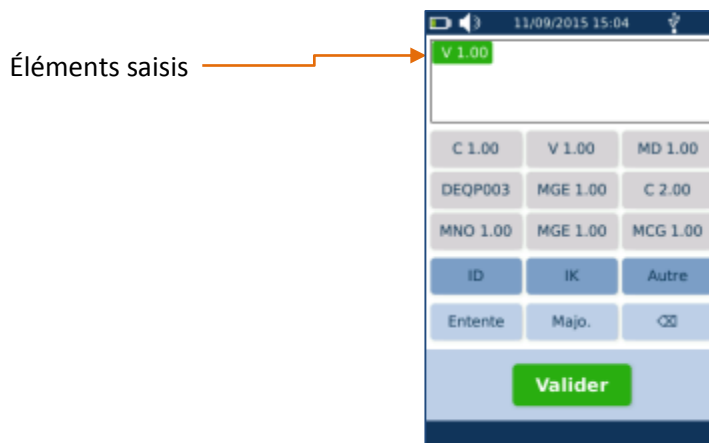 11/09/2015 15:04
Éléments saisis
V 1.00
C 1.00 V 1.00 MD 1.00
DEQP003 MGE 1.00 C 2.00
MNO 1.00 MGE 1.00 MCG 1.00
ID IK Autre
Entente Majo.
Valider